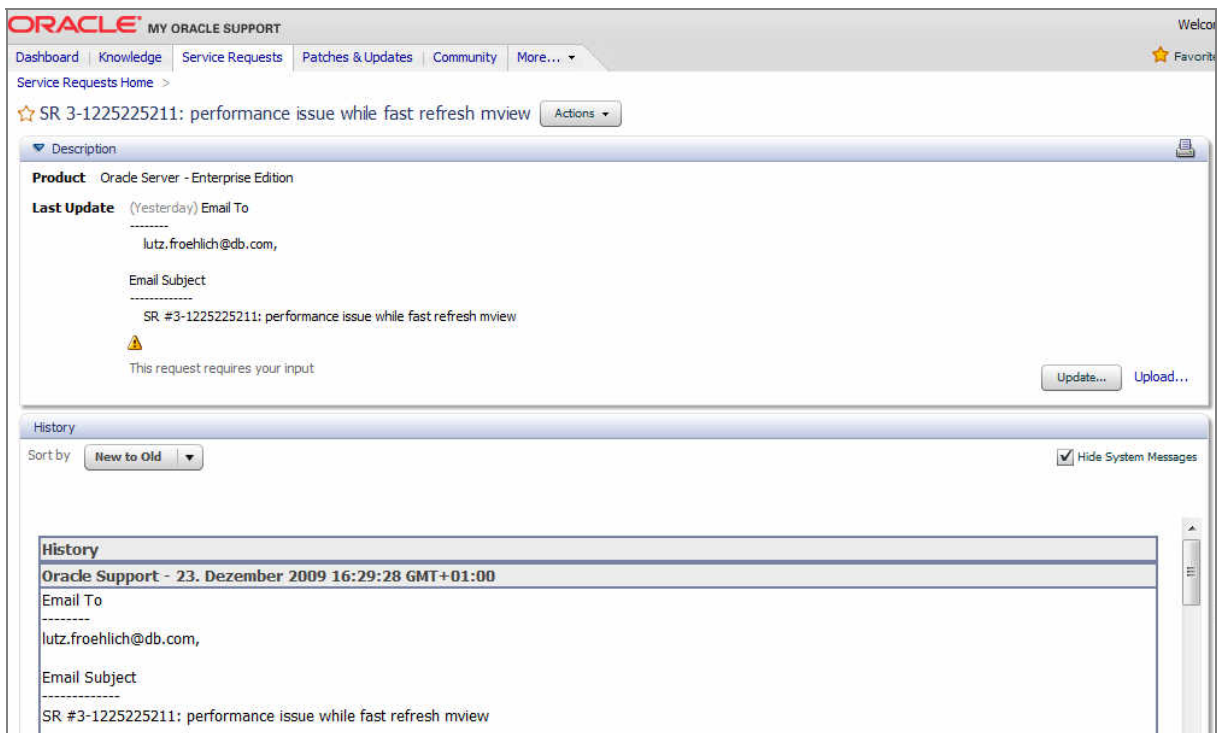 ORACLE MY ORACLE SUPPORT
Dashboard | Knowledge | Service Requests | Patches & Updates | Community | More...
Service Requests Home >
SR 3-1225225211: performance issue while fast refresh mview Actions
Description
Product Oracle Server - Enterprise Edition
Last Update (Yesterday) Email To
--------
lutz.froehlich@db.com,
Email Subject
-------------
SR #3-1225225211: performance issue while fast refresh mview
This request requires your input
Update... Upload...
History
Sort by New to Old Hide System Messages
History
Oracle Support - 23. Dezember 2009 16:29:28 GMT+01:00
Email To
--------
lutz.froehlich@db.com,
Email Subject
-------------
SR #3-1225225211: performance issue while fast refresh mview